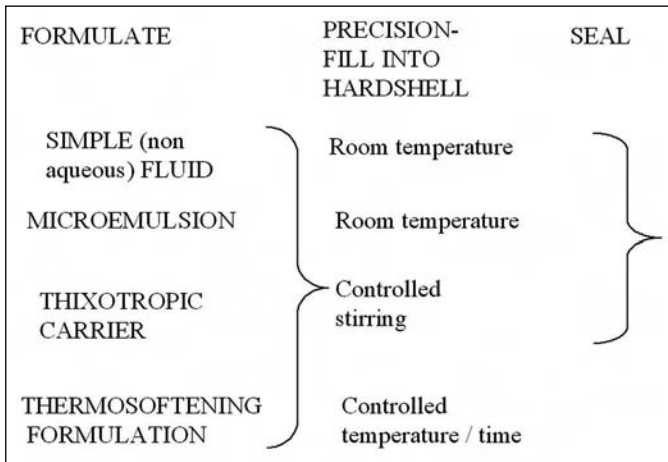 FORMULATE
PRECISION-
FILL INTO
HARDSHELL
SEAL
SIMPLE (non
aqueous) FLUID
Room temperature
MICROEMULSION
Room temperature
THIXOTROPIC
CARRIER
Controlled
stirring
THERMOSOFTENING
FORMULATION
Controlled
temperature / time